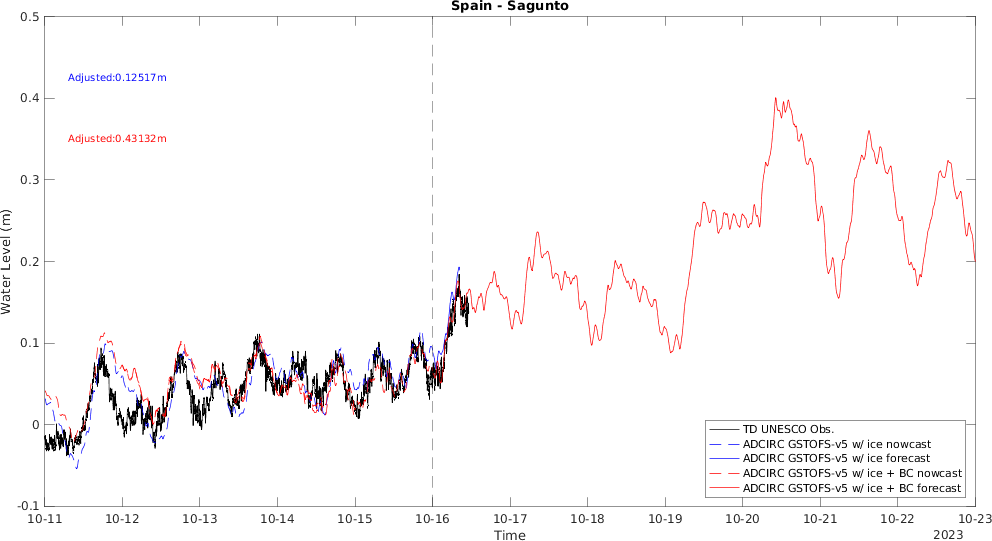 Spain - Sagunto
0.5
0.4
0.3
0.2
0.1
0
-0.1
Water Level (m)
Adjusted:0.12517m
Adjusted:0.43132m
TD UNESCO Obs.
ADCIRC GSTOFS-v5 w/ ice nowcast
ADCIRC GSTOFS-v5 w/ ice forecast
ADCIRC GSTOFS-v5 w/ ice + BC nowcast
ADCIRC GSTOFS-v5 w/ ice + BC forecast
10-11 10-12 10-13 10-14 10-15 10-16 10-17 10-18 10-19 10-20 10-21 10-22 10-23
Time
2023